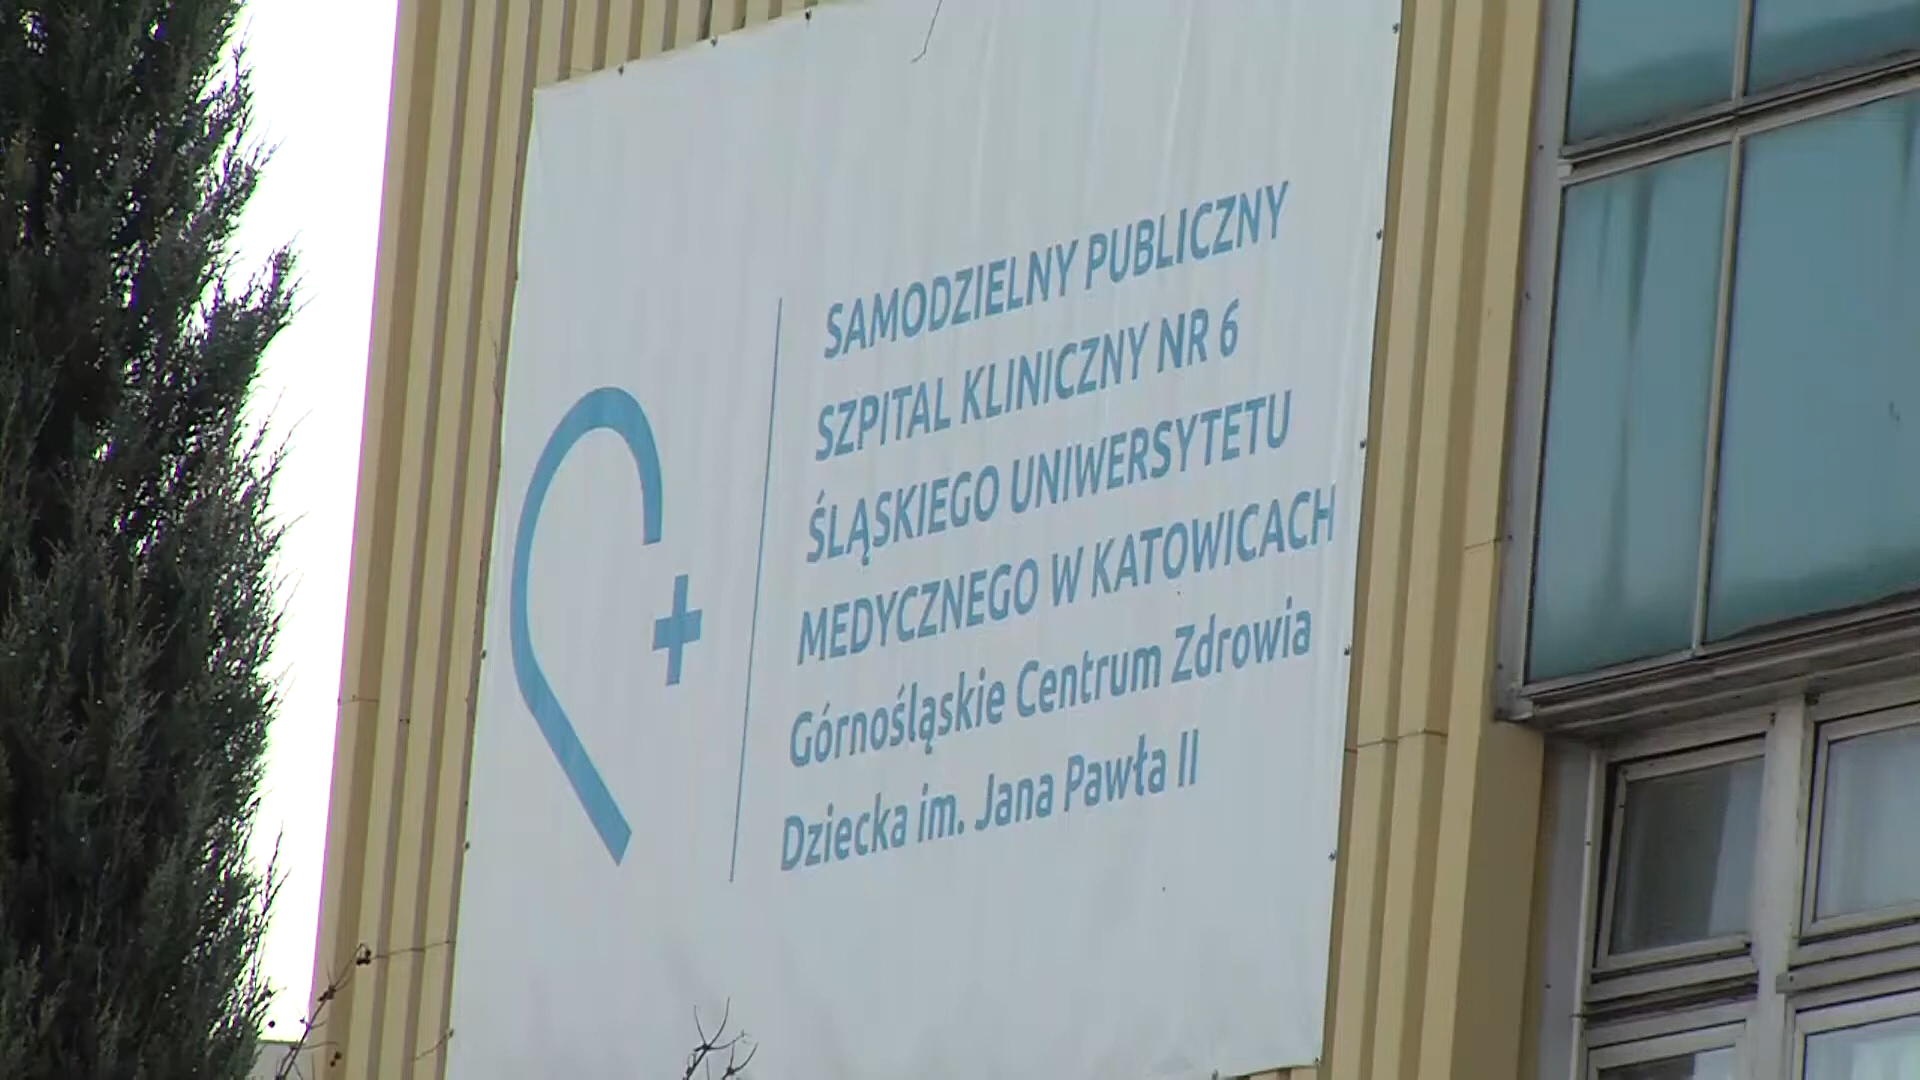 SAMODZIELNY PUBLICZNY
SZPITAL KLINICZNY NR 6
ŚLĄSKIEGO UNIWERSYTETU
MEDYCZNEGO W KATOWICACH
Górnośląskie Centrum Zdrowia
Dziecka im. Jana Pawła II